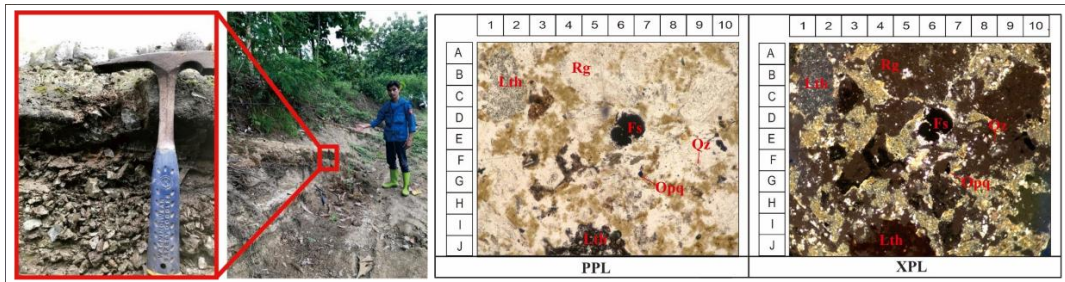 1 2 3 4 5 6 7 8 9 10
A
B
C
D
E
F
G
H
I
J
Rg
Lth
Fs
Qz
Opq
Lth
PPL
1 2 3 4 5 6 7 8 9 10
A
B
C
D
E
F
G
H
I
J
Rg
Lth
Fs
Qz
Opq
Lth
XPL